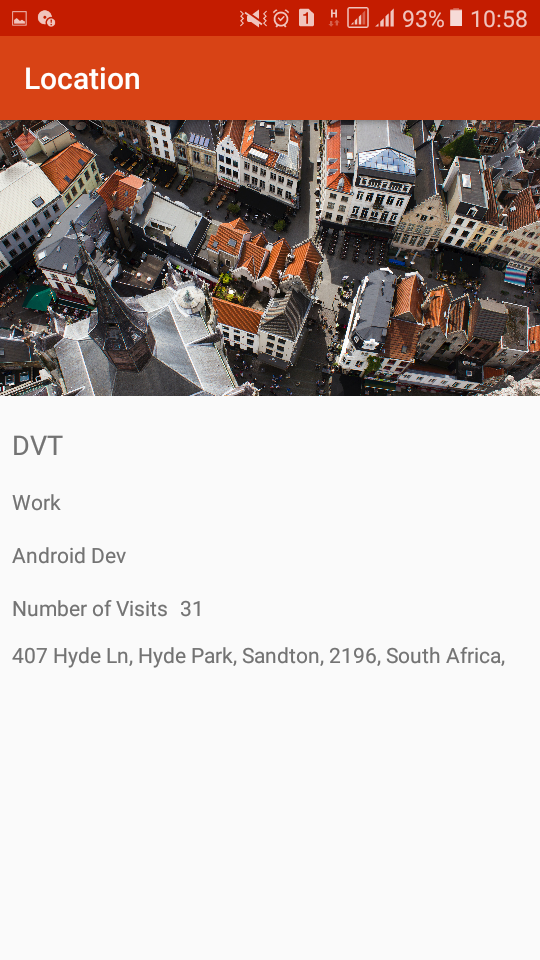 1 H 93% 10:58
Location
DVT
Work
Android Dev
Number of Visits 31
407 Hyde Ln, Hyde Park, Sandton, 2196, South Africa,